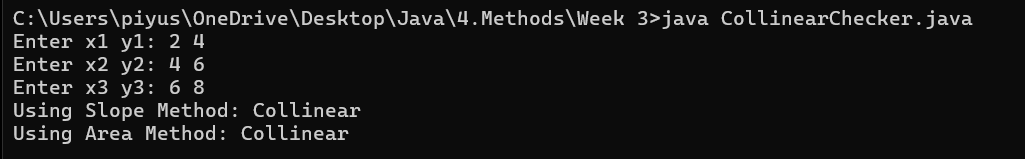 C:\Users\piyus\OneDrive\Desktop\Java\4.Methods\Week 3>java CollinearChecker.java
Enter x1 y1: 2 4
Enter x2 y2: 4 6
Enter x3 y3: 6 8
Using Slope Method: Collinear
Using Area Method: Collinear